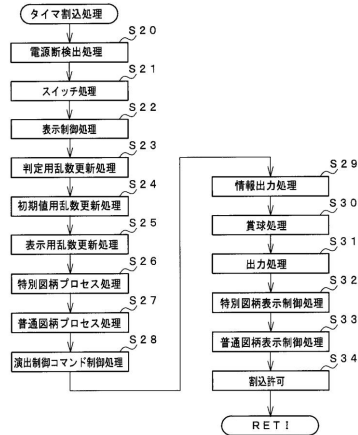 タイマ割込処理
S20
電源断検出処理
S21
スイッチ処理
S22
表示制御処理
S23
判定用乱数更新処理
S24
初期値用乱数更新処理
S25
表示用乱数更新処理
S26
特別図柄プロセス処理
S27
普通図柄プロセス処理
S28
演出制御コマンド制御処理
S29
情報出力処理
S30
賞球処理
S31
出力処理
S32
特別図柄表示制御処理
S33
普通図柄表示制御処理
S34
割込許可
RETI